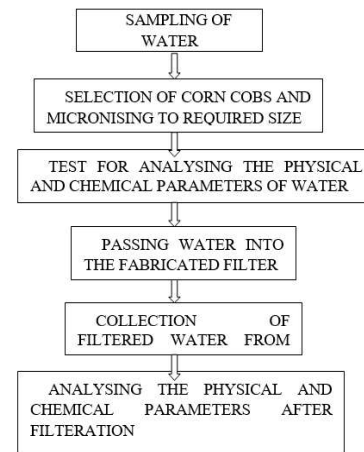 SAMPLING OF
WATER
SELECTION OF CORN COBS AND
MICRONISING TO REQUIRED SIZE
TEST FOR ANALYSING THE PHYSICAL
AND CHEMICAL PARAMETERS OF WATER
PASSING WATER INTO
THE FABRICATED FILTER
COLLECTION OF
FILTERED WATER FROM
ANALYSING THE PHYSICAL AND
CHEMICAL PARAMETERS AFTER
FILTERATION